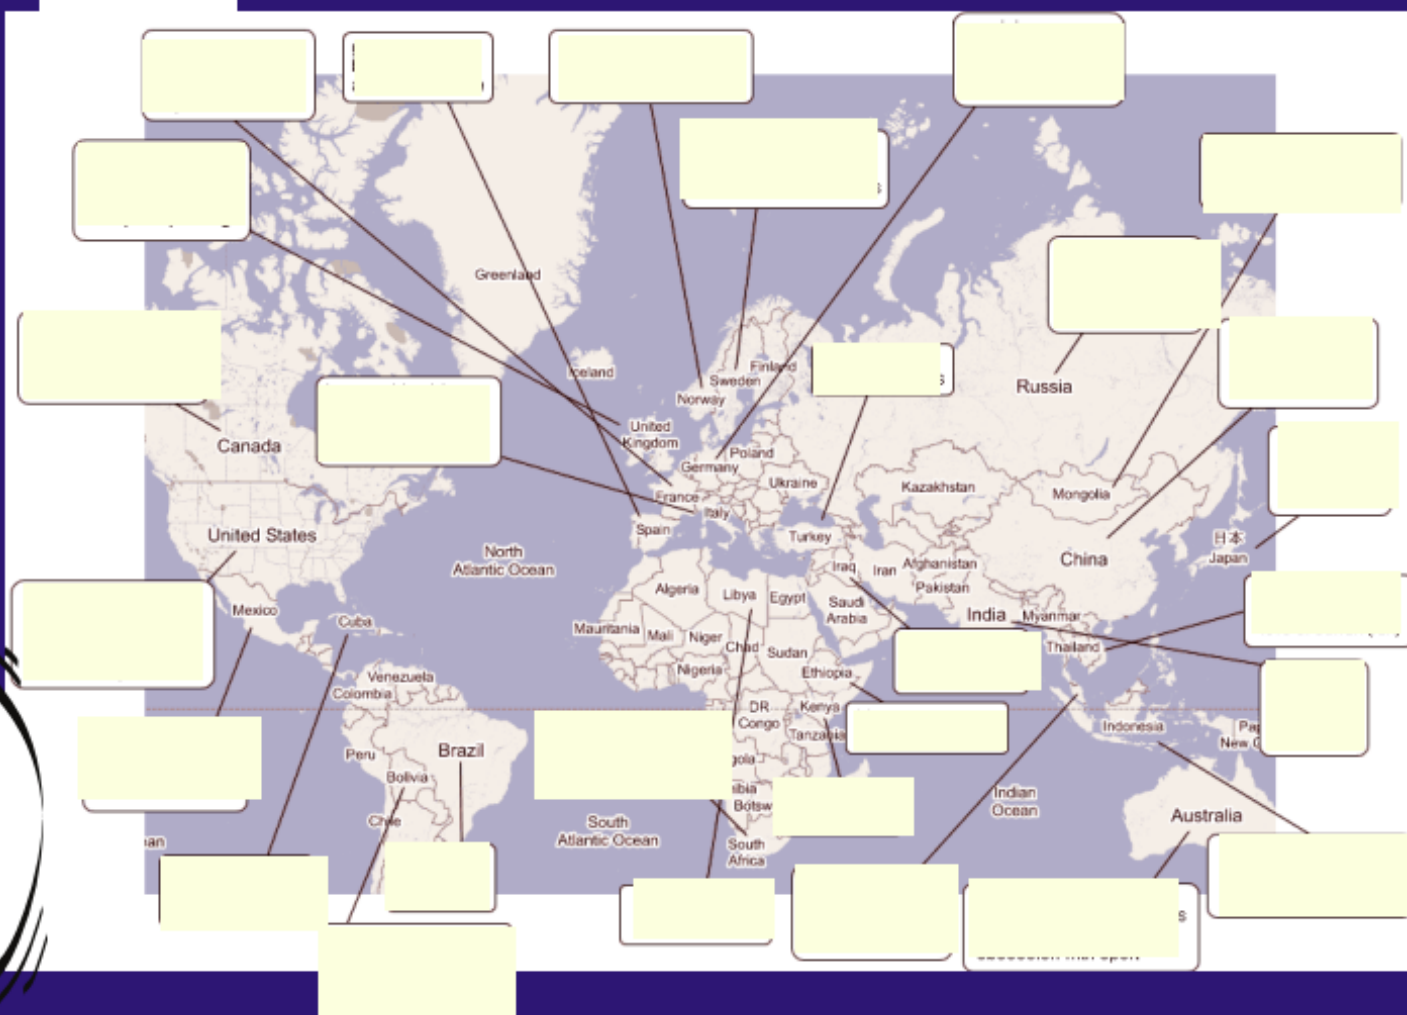 Greenland
Iceland
Finland
Sweden
Norway
Russia
United
Kingdom
Canada
Poland
Germany
Ukraine
Kazakhstan
Mongolia
France
Italy
Spain
United States
Turkey
日本
Japan
North
Atlantic Ocean
China
Iraq
Iran
Afghanistan
Pakistan
Algeria
Libya
Egypt
Saudi
Arabia
Mexico
Cuba
India
Myanmar
Mauritania
Mali
Niger
Chad
Sudan
Thailand
Venezuela
Nigeria
Ethiopia
Colombia
DR
Congo
Kenya
Tanzania
Indonesia
Peru
Brazil
Bolivia
Indian
Ocean
Chile
South
Atlantic Ocean
Australia
South
Africa